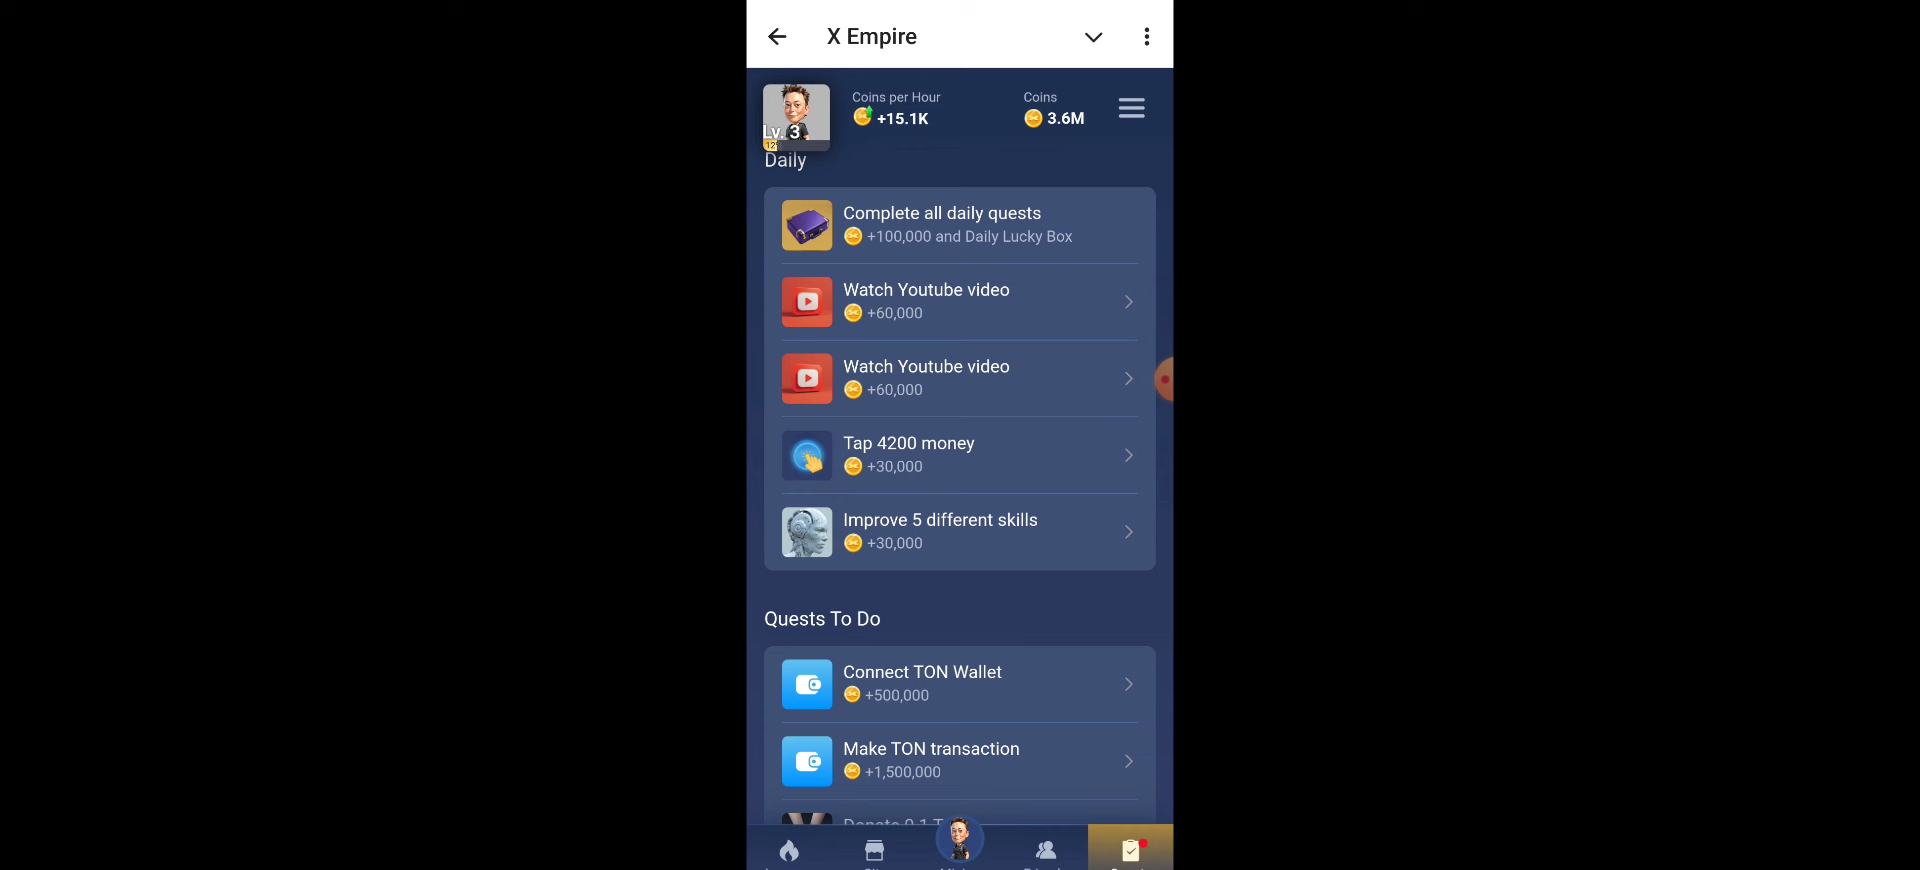 X Empire
Coins per Hour
+15.1K
Coins
3.6M
Lv. 3
Daily
Complete all daily quests
+100,000 and Daily Lucky Box
Watch Youtube video
+60,000
Watch Youtube video
+60,000
Tap 4200 money
+30,000
Improve 5 different skills
+30,000
Quests To Do
Connect TON Wallet
+500,000
Make TON transaction
+1,500,000
Donate 0.1 T